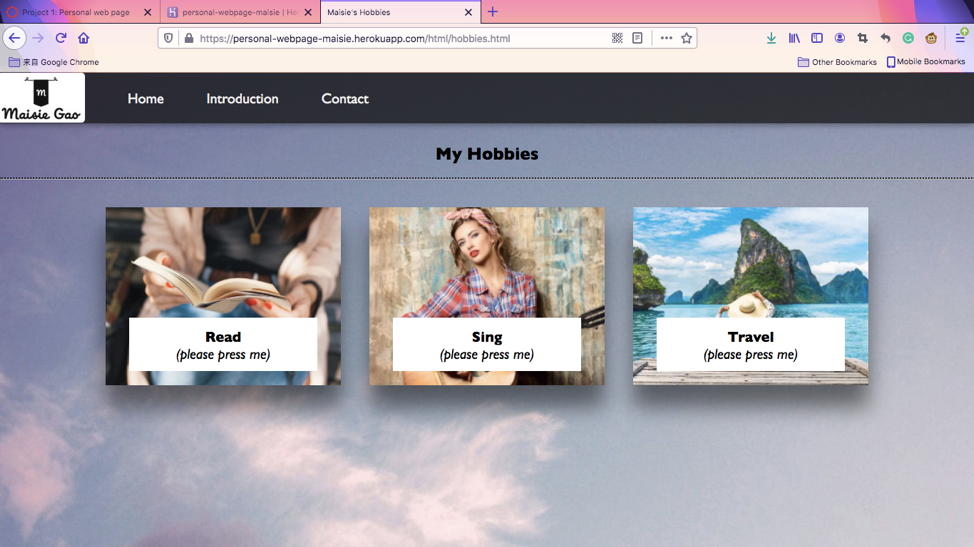 Project 1: Personal web page
personal-webpage-maisie | He
Maisie's Hobbies
https://personal-webpage-maisie.herokuapp.com/html/hobbies.html
來自 Google Chrome
Other Bookmarks
Mobile Bookmarks
m
Maisie Gao
Home
Introduction
Contact
My Hobbies
Read
(please press me)
Sing
(please press me)
Travel
(please press me)